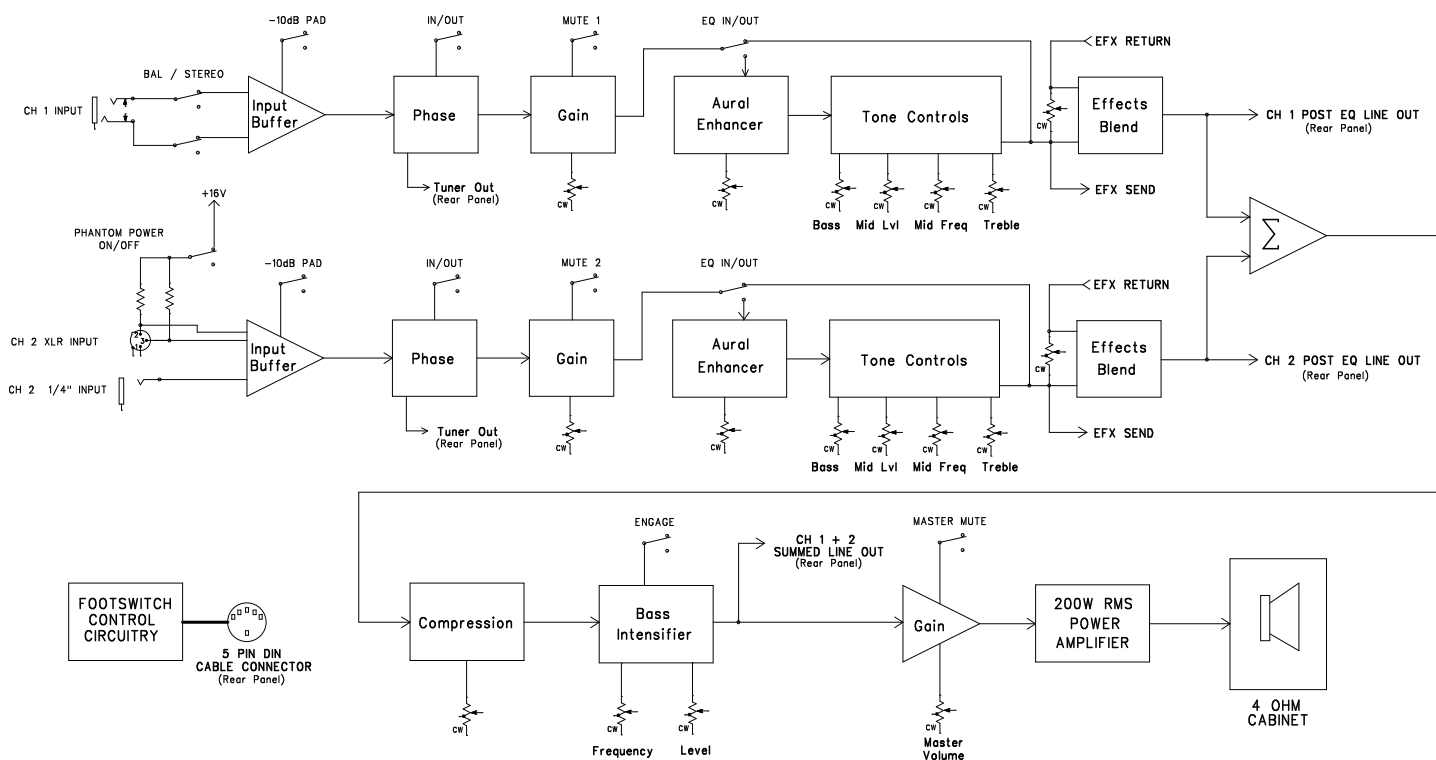 -10dB PAD
IN/OUT
MUTE 1
EQ IN/OUT
EFX RETURN
BAL / STEREO
CH 1 INPUT
Input
Buffer
Phase
Gain
Aural
Enhancer
Tone Controls
CW
Effects
Blend
CH 1 POST EQ LINE OUT
(Rear Panel)
Tuner Out
(Rear Panel)
CW
CW
CW
CW
CW
CW
Bass
Mid Lvl
Mid Freq
Treble
EFX SEND
+16V
PHANTOM POWER
ON/OFF
Σ
-10dB PAD
IN/OUT
MUTE 2
EQ IN/OUT
EFX RETURN
CH 2 XLR INPUT
2
3
1
CH 2 1/4" INPUT
Input
Buffer
Phase
Gain
Aural
Enhancer
Tone Controls
CW
Effects
Blend
CH 2 POST EQ LINE OUT
(Rear Panel)
Tuner Out
(Rear Panel)
CW
CW
CW
CW
CW
CW
Bass
Mid Lvl
Mid Freq
Treble
EFX SEND
ENGAGE
CH 1 + 2
SUMMED LINE OUT
(Rear Panel)
MASTER MUTE
FOOTSWITCH
CONTROL
CIRCUITRY
5 PIN DIN
CABLE CONNECTOR
(Rear Panel)
Compression
CW
Bass
Intensifier
CW
CW
Frequency
Level
Gain
CW
Master
Volume
200W RMS
POWER
AMPLIFIER
4 OHM
CABINET